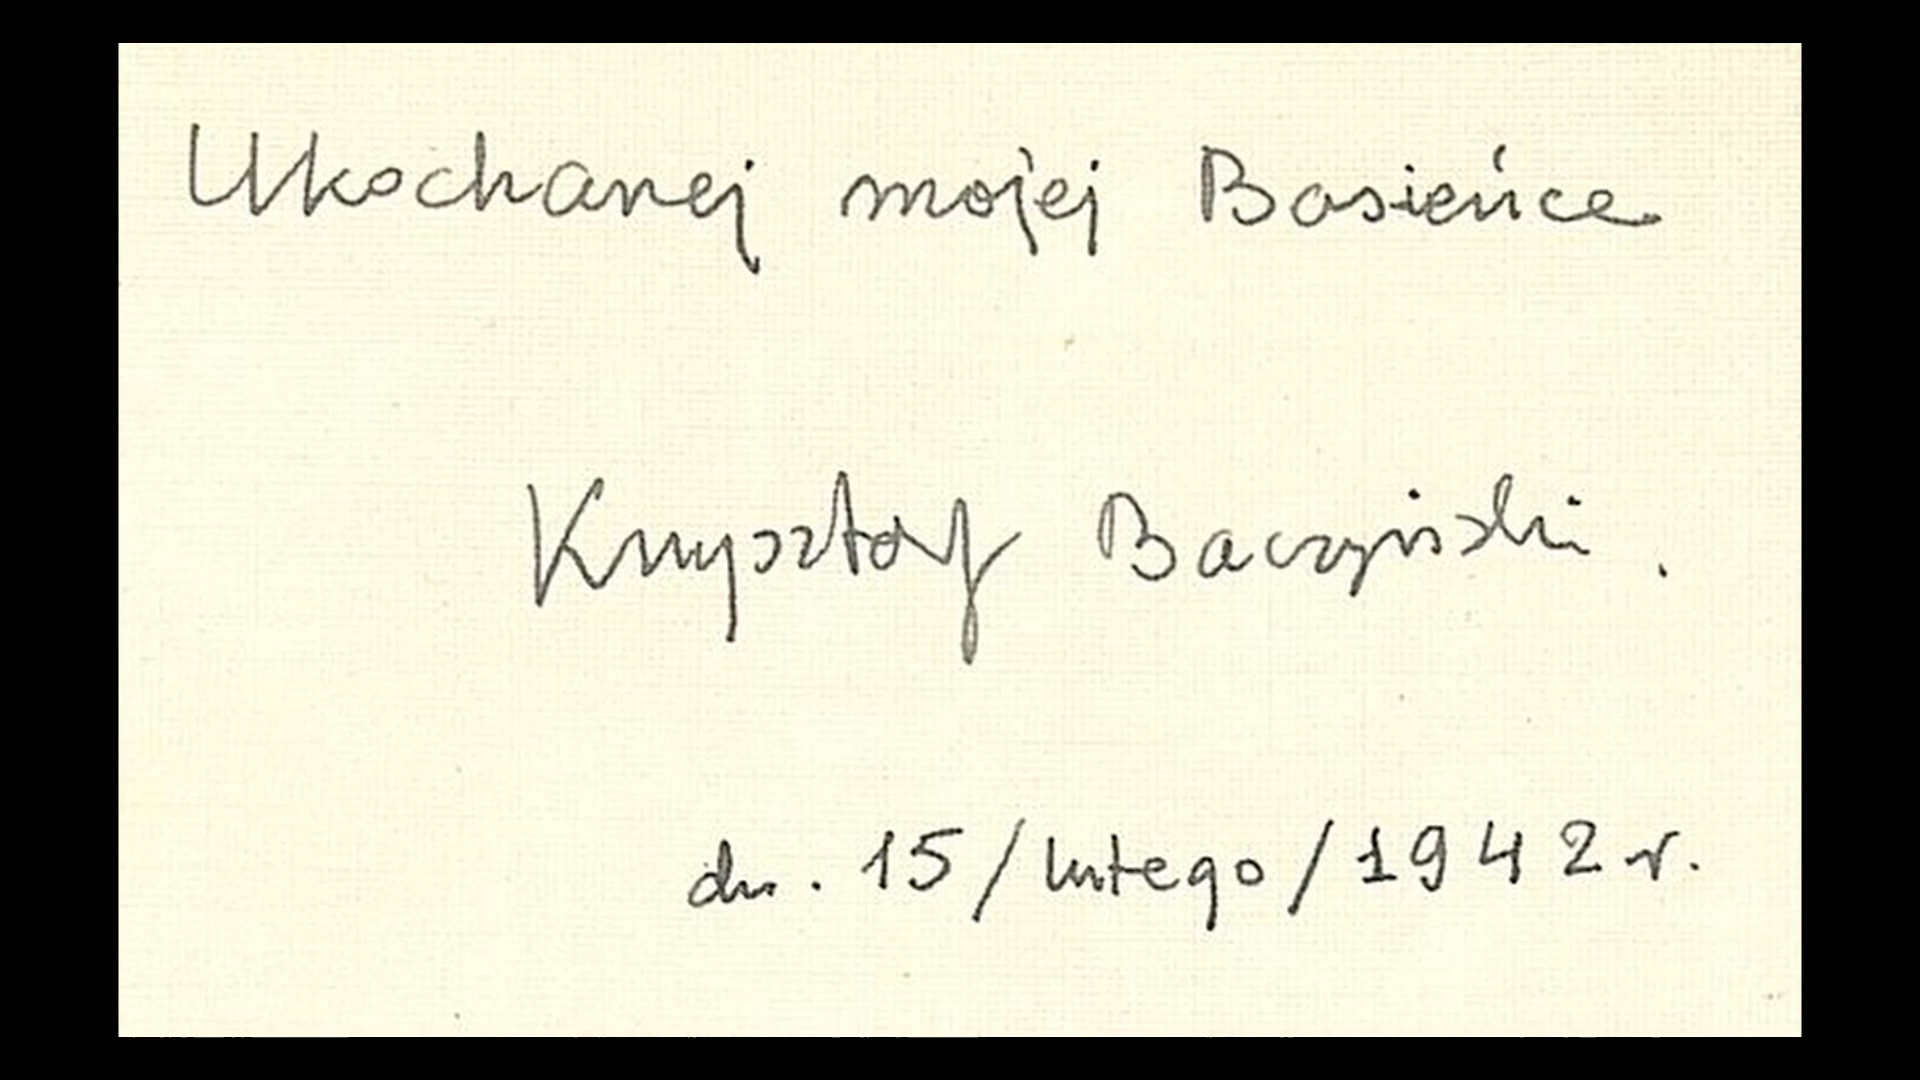 Ukochanej mojej Basieńce
Krzysztof Baczyński.
dn. 15/lutego/1942 r.